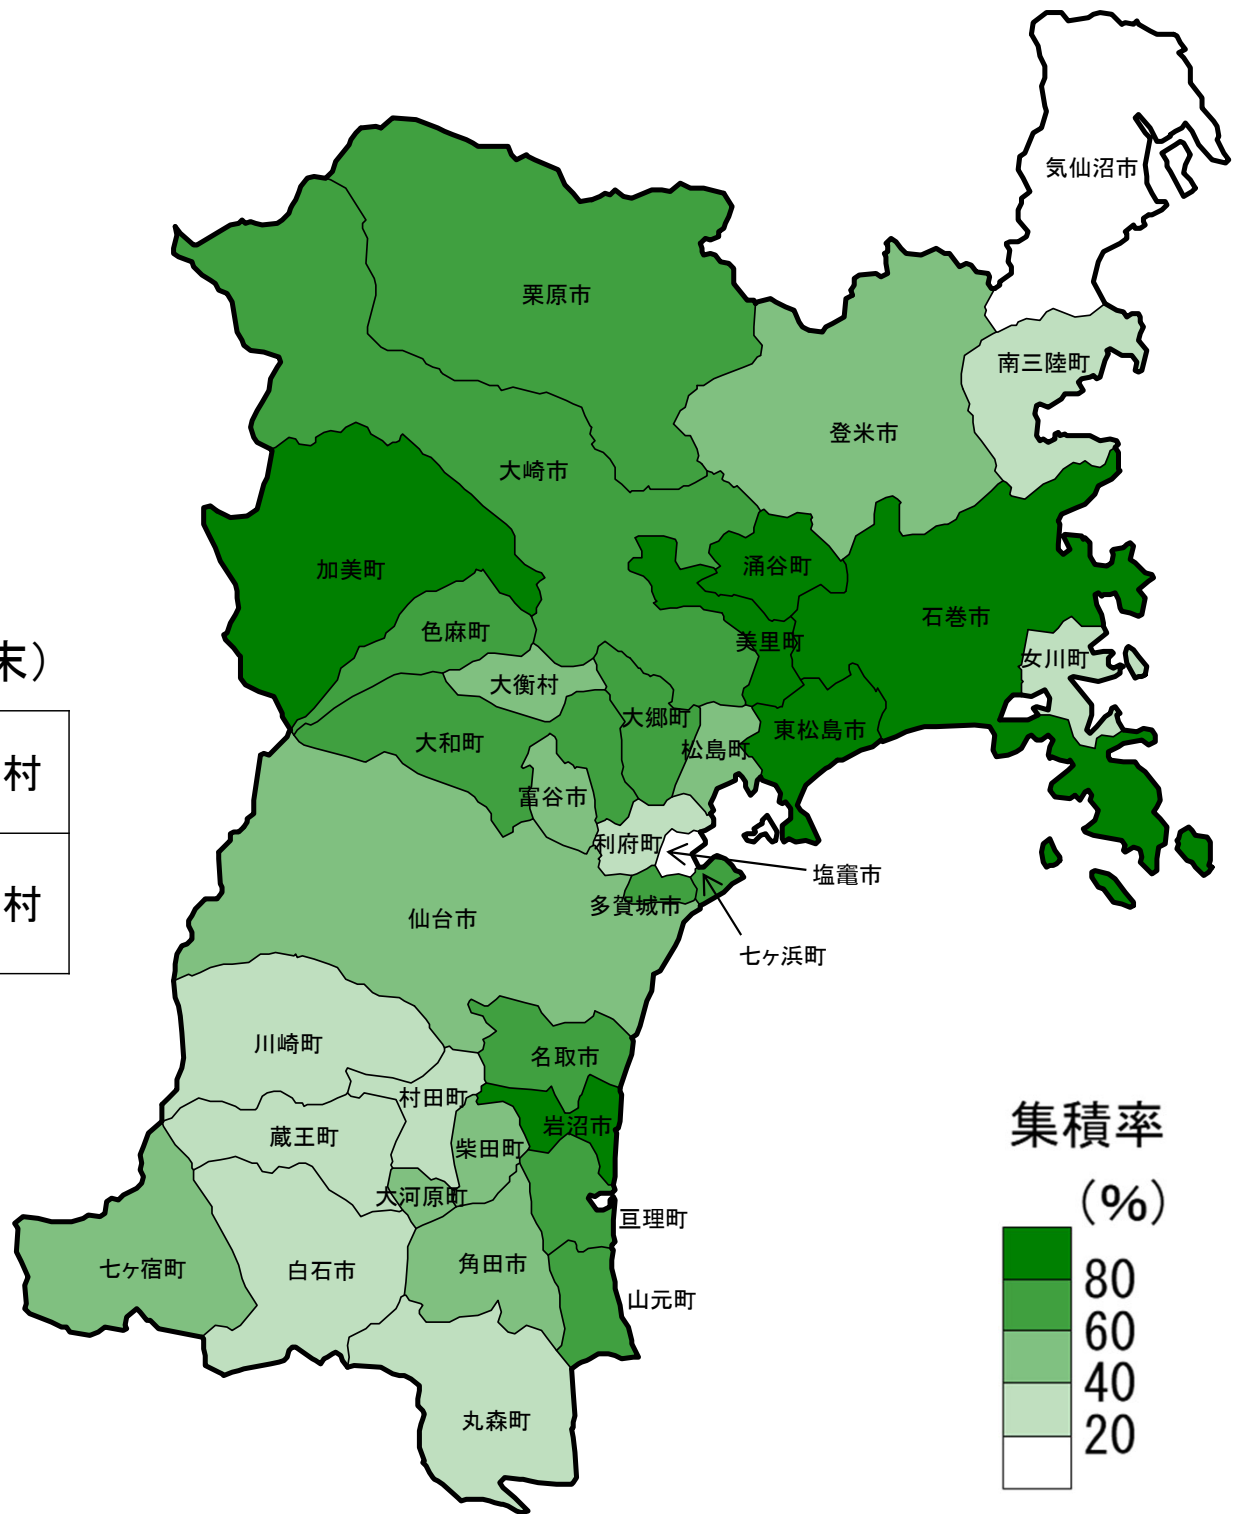 気仙沼市
栗原市
南三陸町
登米市
大崎市
加美町
涌谷町
石巻市
色麻町
美里町
女川町
末）
大衡村
大郷町
東松島市
大和町
松島町
村
富谷市
利府町
塩竈市
多賀城市
村
仙台市
七ヶ浜町
川崎町
名取市
村田町
岩沼市
集積率
蔵王町
柴田町
大河原町
（％）
亘理町
七ヶ宿町
白石市
角田市
80
山元町
60
40
丸森町
20